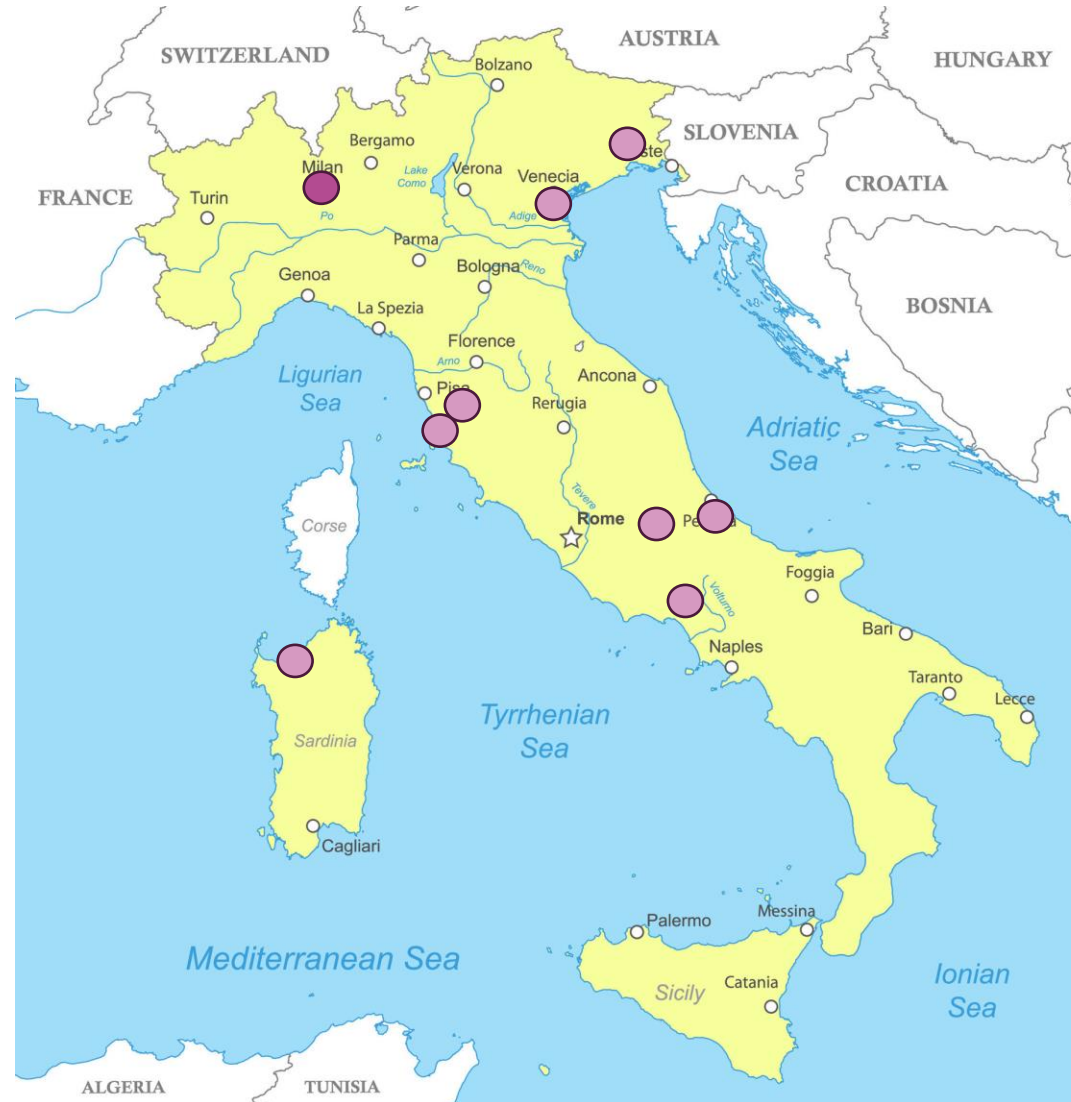 SWITZERLAND
AUSTRIA
HUNGARY
Bolzano
SLOVENIA
Bergamo
Milan
Lake
Como
Verona
Venecia
ste
FRANCE
Turin
CROATIA
Po
Adige
Parma
Bologna
Reno
Genoa
La Spezia
BOSNIA
Florence
Arno
Ligurian
Sea
Pisa
Ancona
Rerugia
Adriatic
Sea
Tevere
Corse
Rome
Foggia
Volturno
Bari
Naples
Taranto
Lecce
Tyrrhenian
Sea
Sardinia
Cagliari
Palermo
Messina
Mediterranean Sea
Sicily
Catania
Ionian
Sea
ALGERIA
TUNISIA